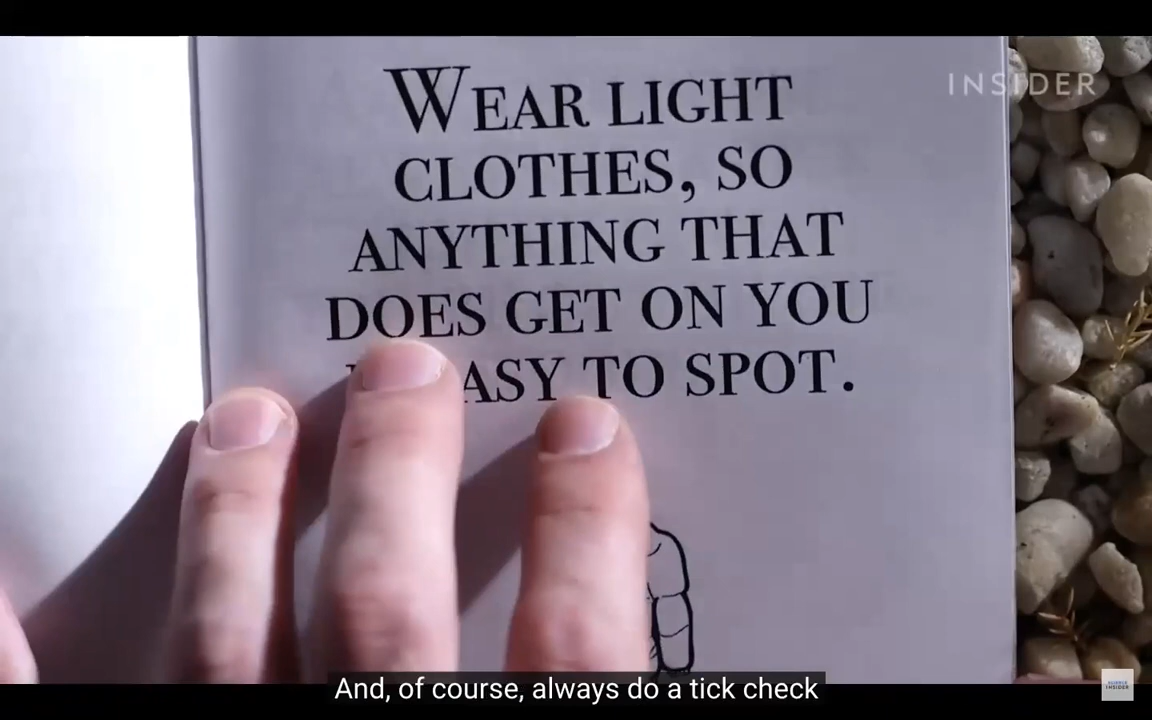 INSIDER
WEAR LIGHT
CLOTHES, SO
ANYTHING THAT
DOES GET ON YOU
TO SPOT.
And, of course, always do a tick check